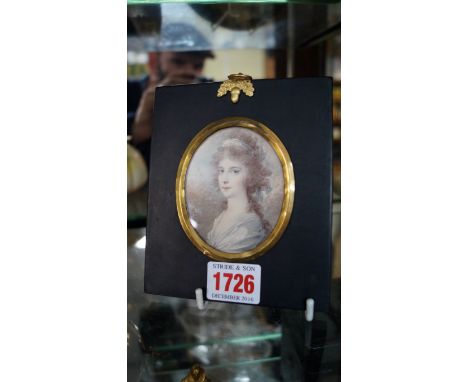 STRIDE & SON
1726
DECEMBER 2016